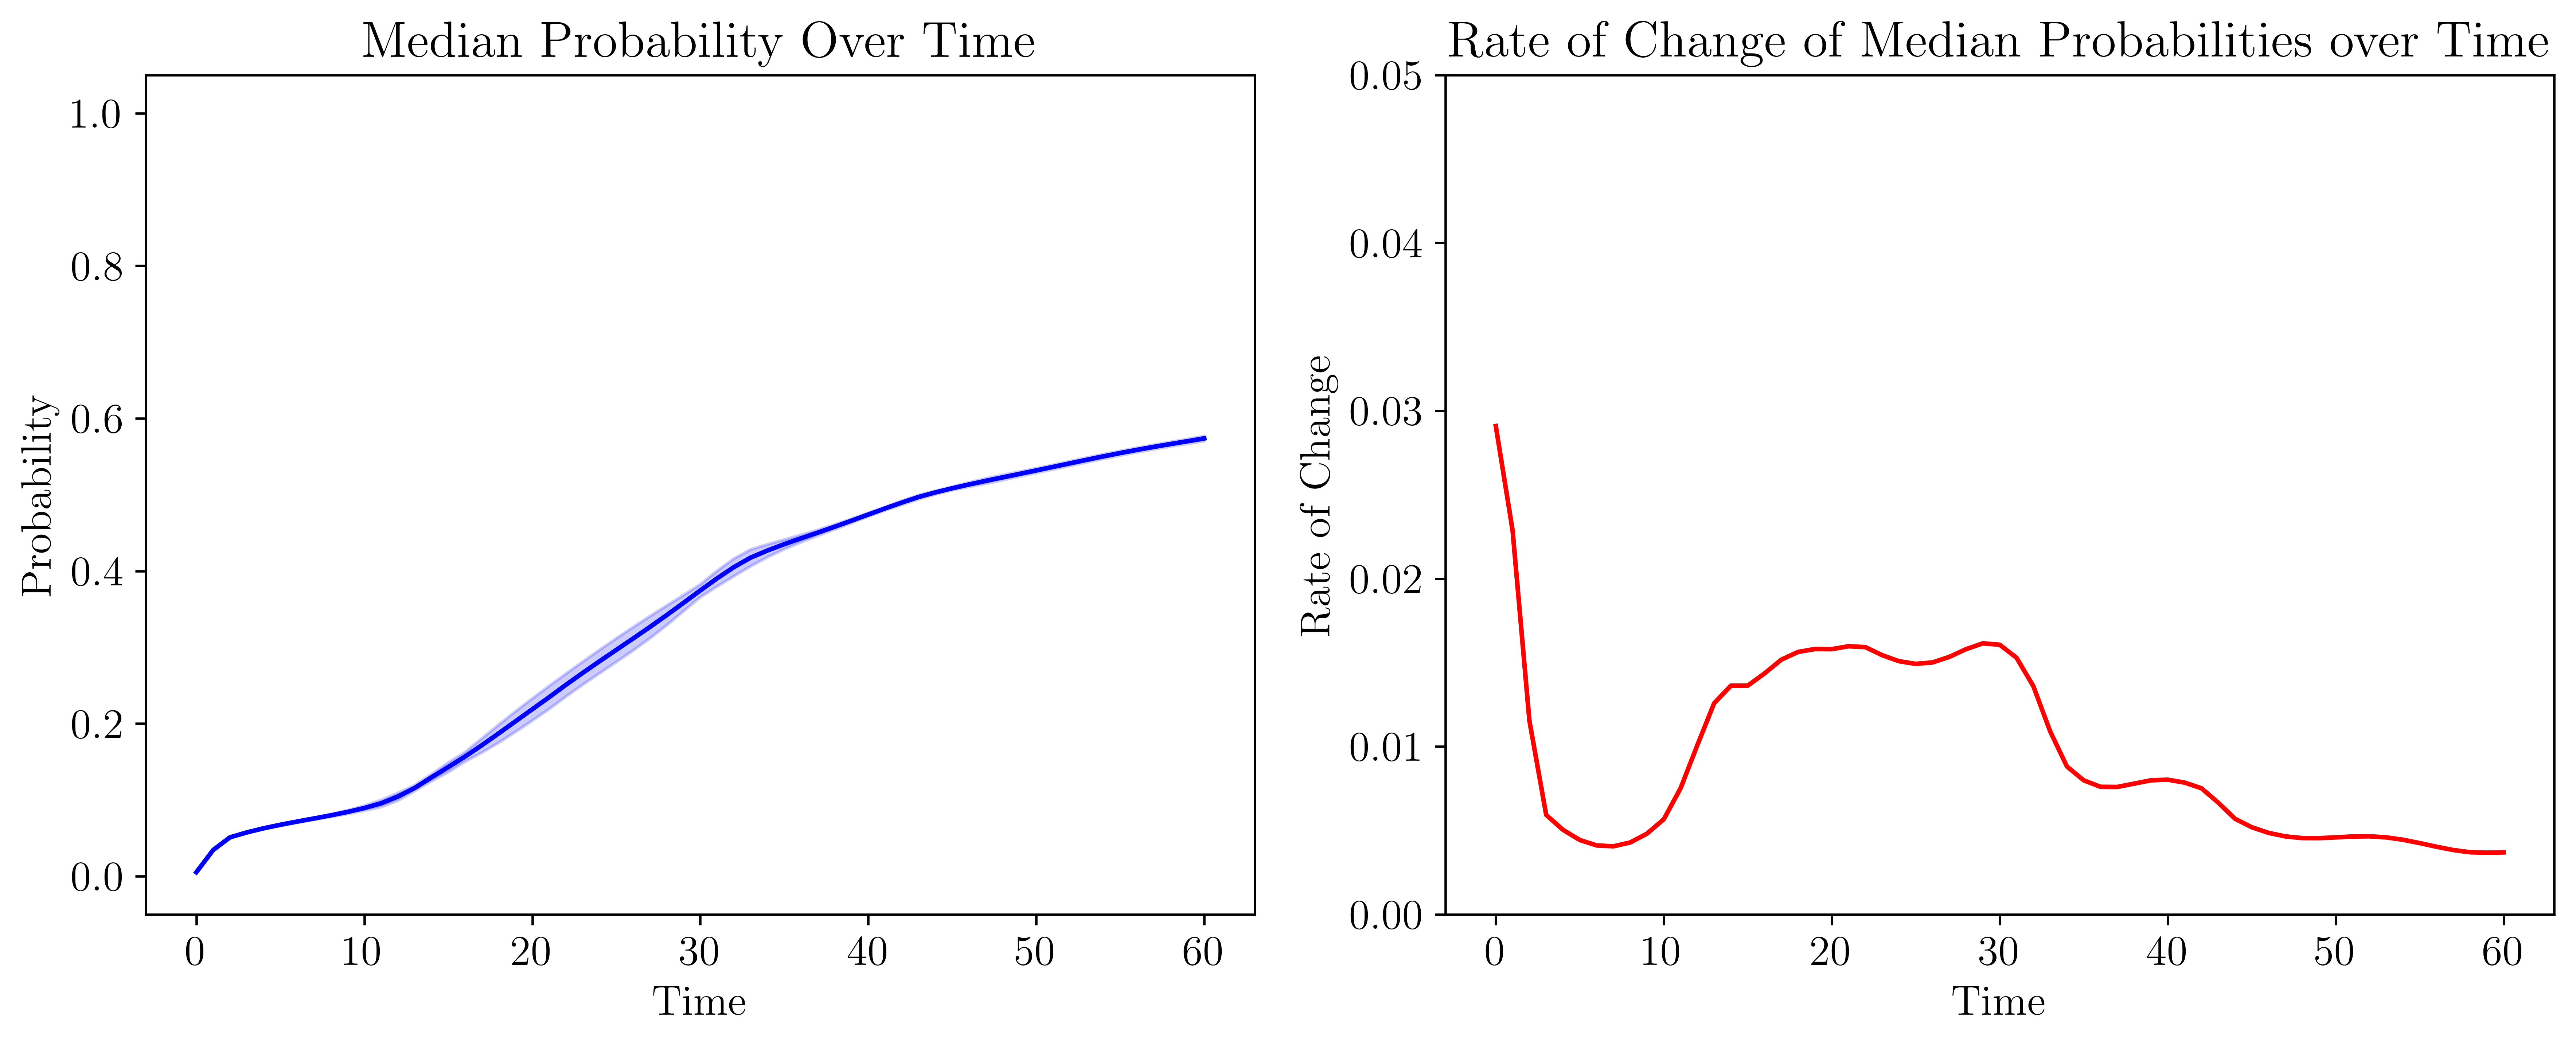 Median Probability Over Time
Probability
1.0
0.8
0.6
0.4
0.2
0.0
0 10 20 30 40 50 60
Time
Rate of Change of Median Probabilities over Time
Rate of Change
0.05
0.04
0.03
0.02
0.01
0.00
0 10 20 30 40 50 60
Time